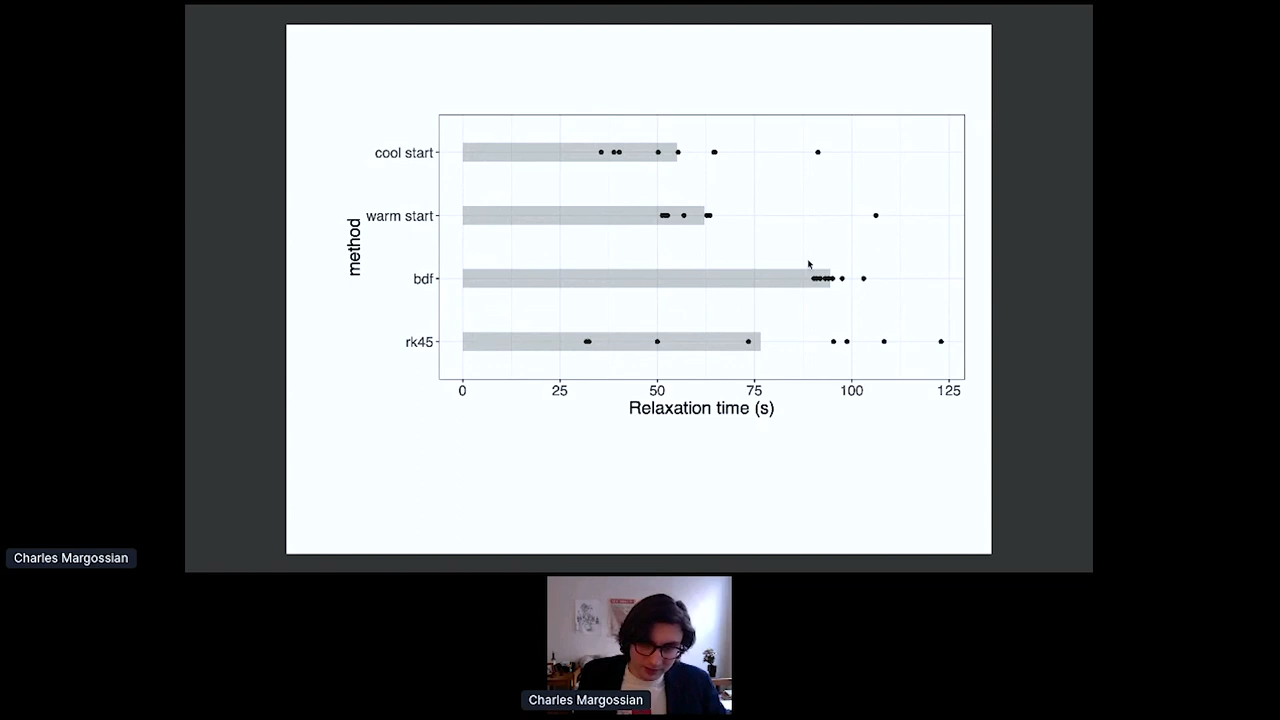 cool start
warm start
bdf
rk45
method
0 25 50 75 100 125
Relaxation time (s)
Charles Margossian
Charles Margossian